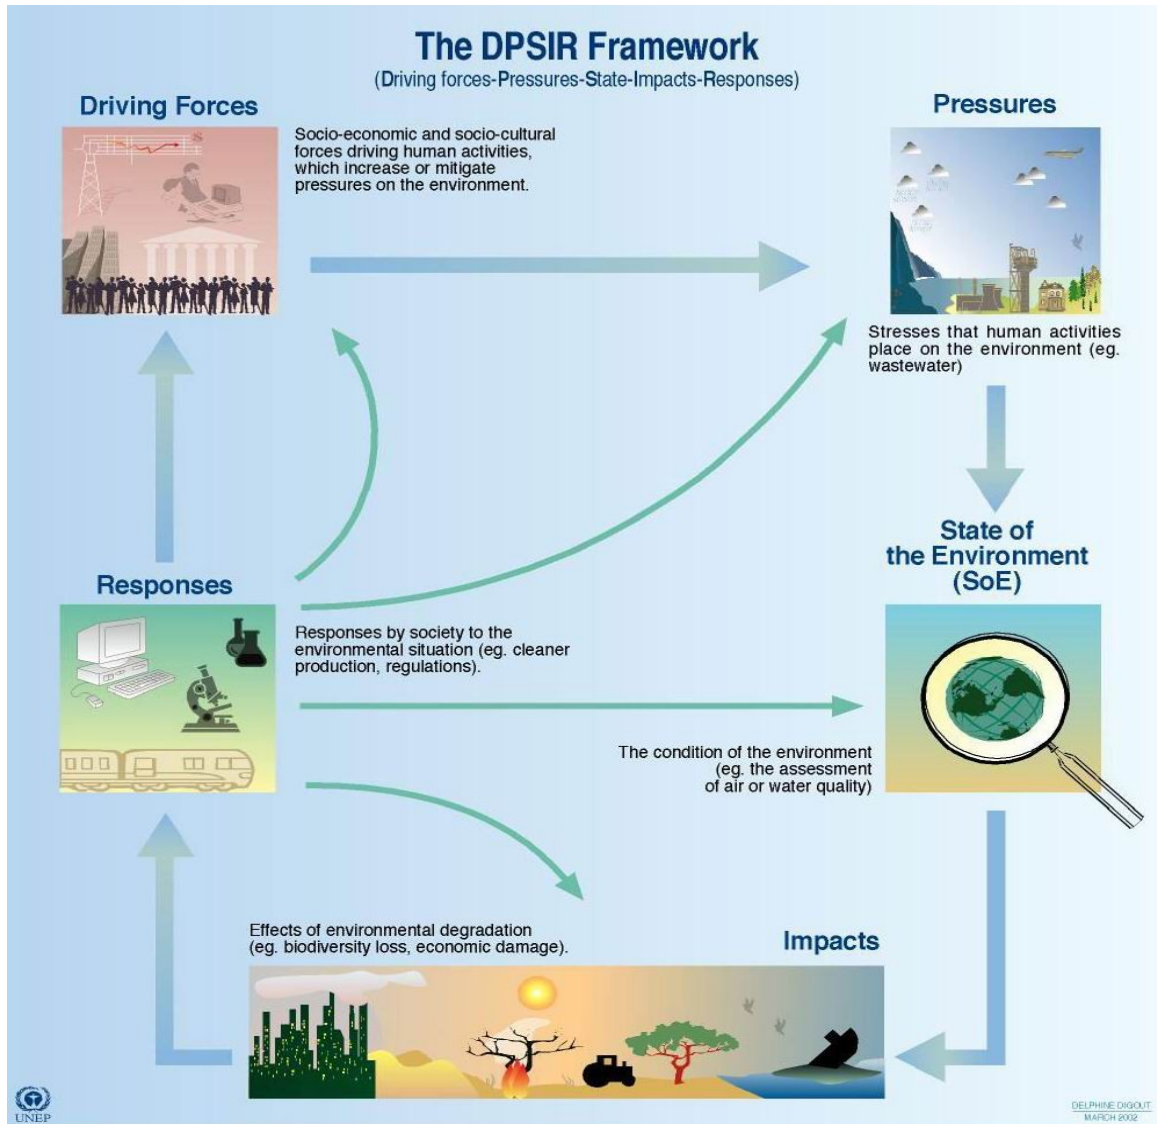 The DPSIR Framework
(Driving forces-Pressures-State-Impacts-Responses)
Driving Forces
Socio-economic and socio-cultural
forces driving human activities,
which increase or mitigate
pressures on the environment.
Pressures
Stresses that human activities
place on the environment (eg.
wastewater)
State of
the Environment
(SoE)
Responses
Responses by society to the
environmental situation (eg. cleaner
production, regulations).
The condition of the environment
(eg. the assessment
of air or water quality)
Effects of environmental degradation
(eg. biodiversity loss, economic damage).
Impacts
UNEP
DELPHINE DIGOUT
MARCH 2002